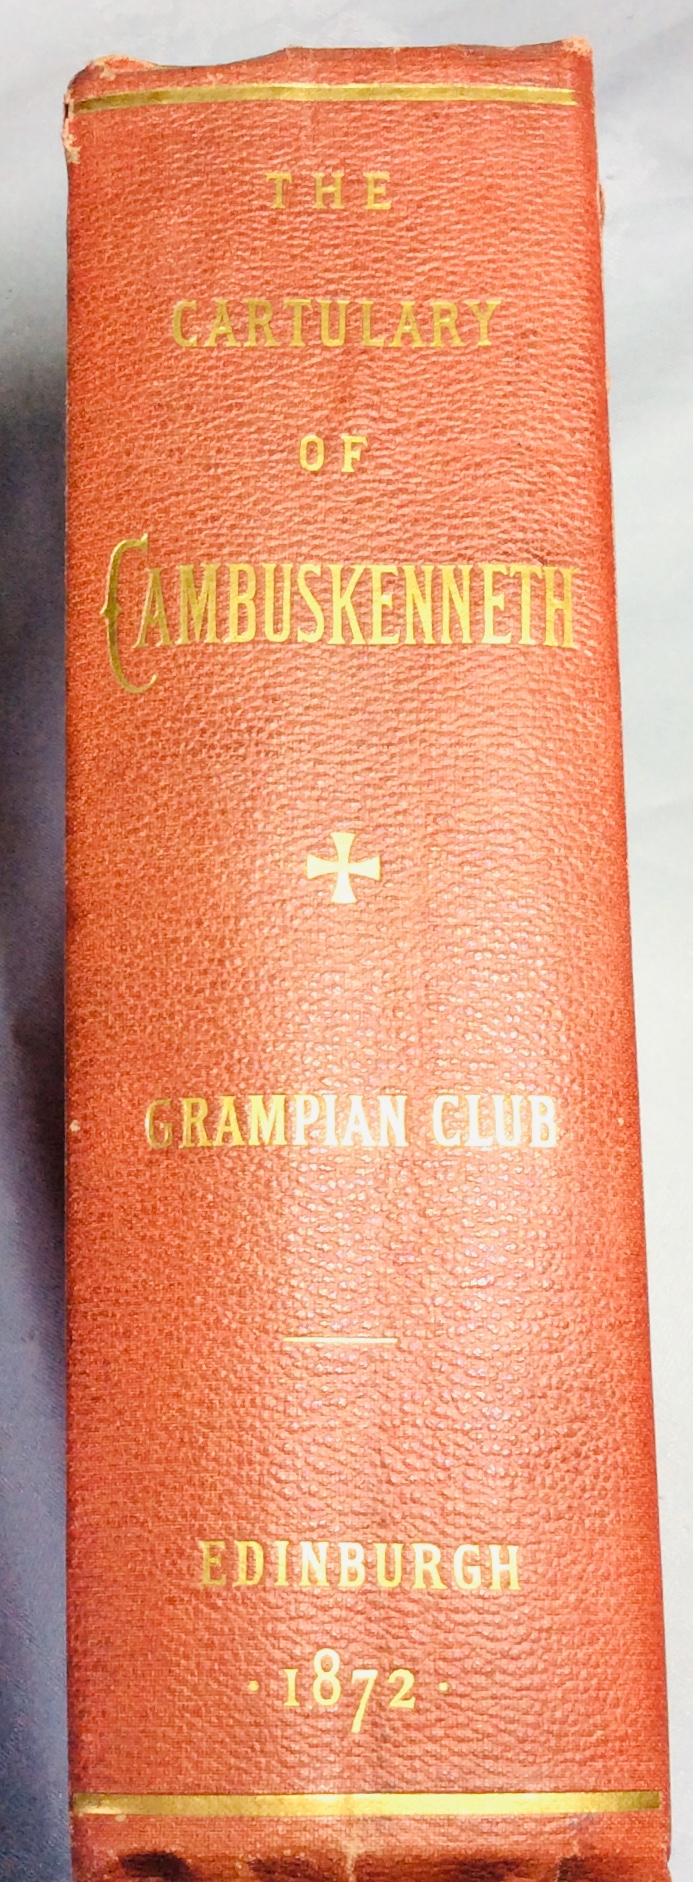 THE
CARTULARY
OF
CAMBUSKENNETH
GRAMPIAN CLUB
EDINBURGH
· 1872 ·